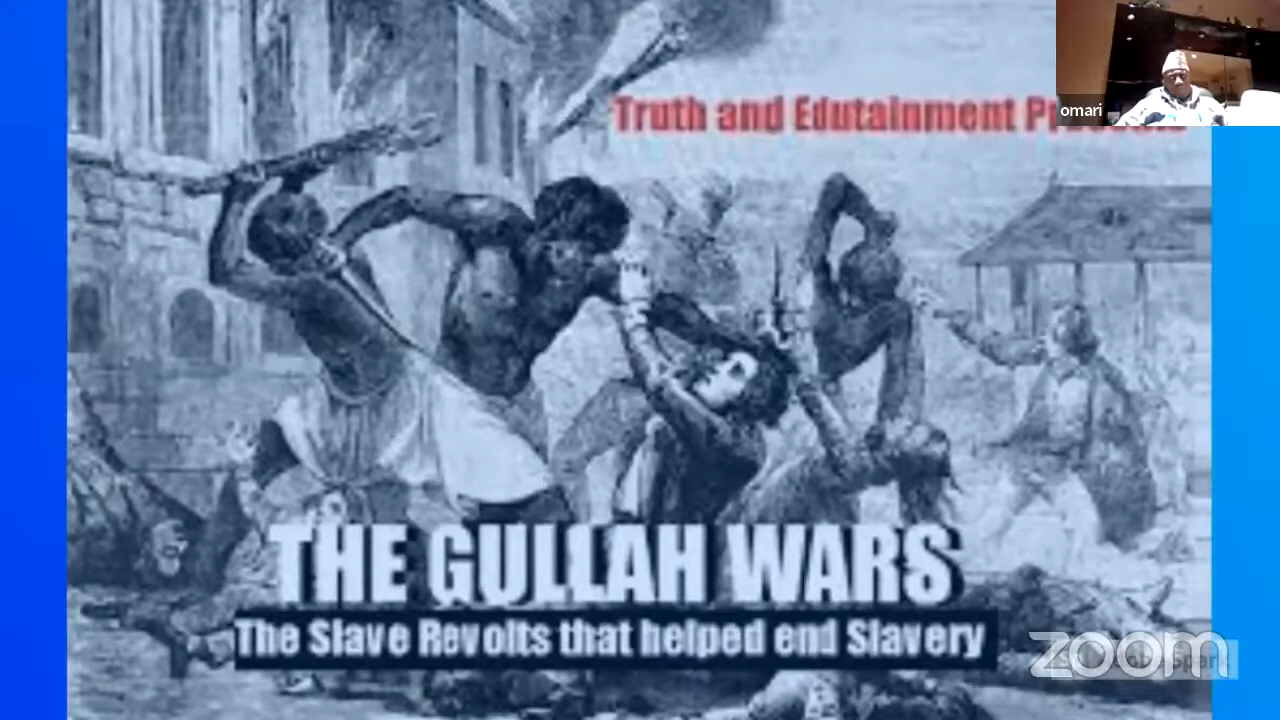 Truth and Edutainment
omari
THE GULLAH WARS
The Slave Revolts that helped end Slavery
zoom